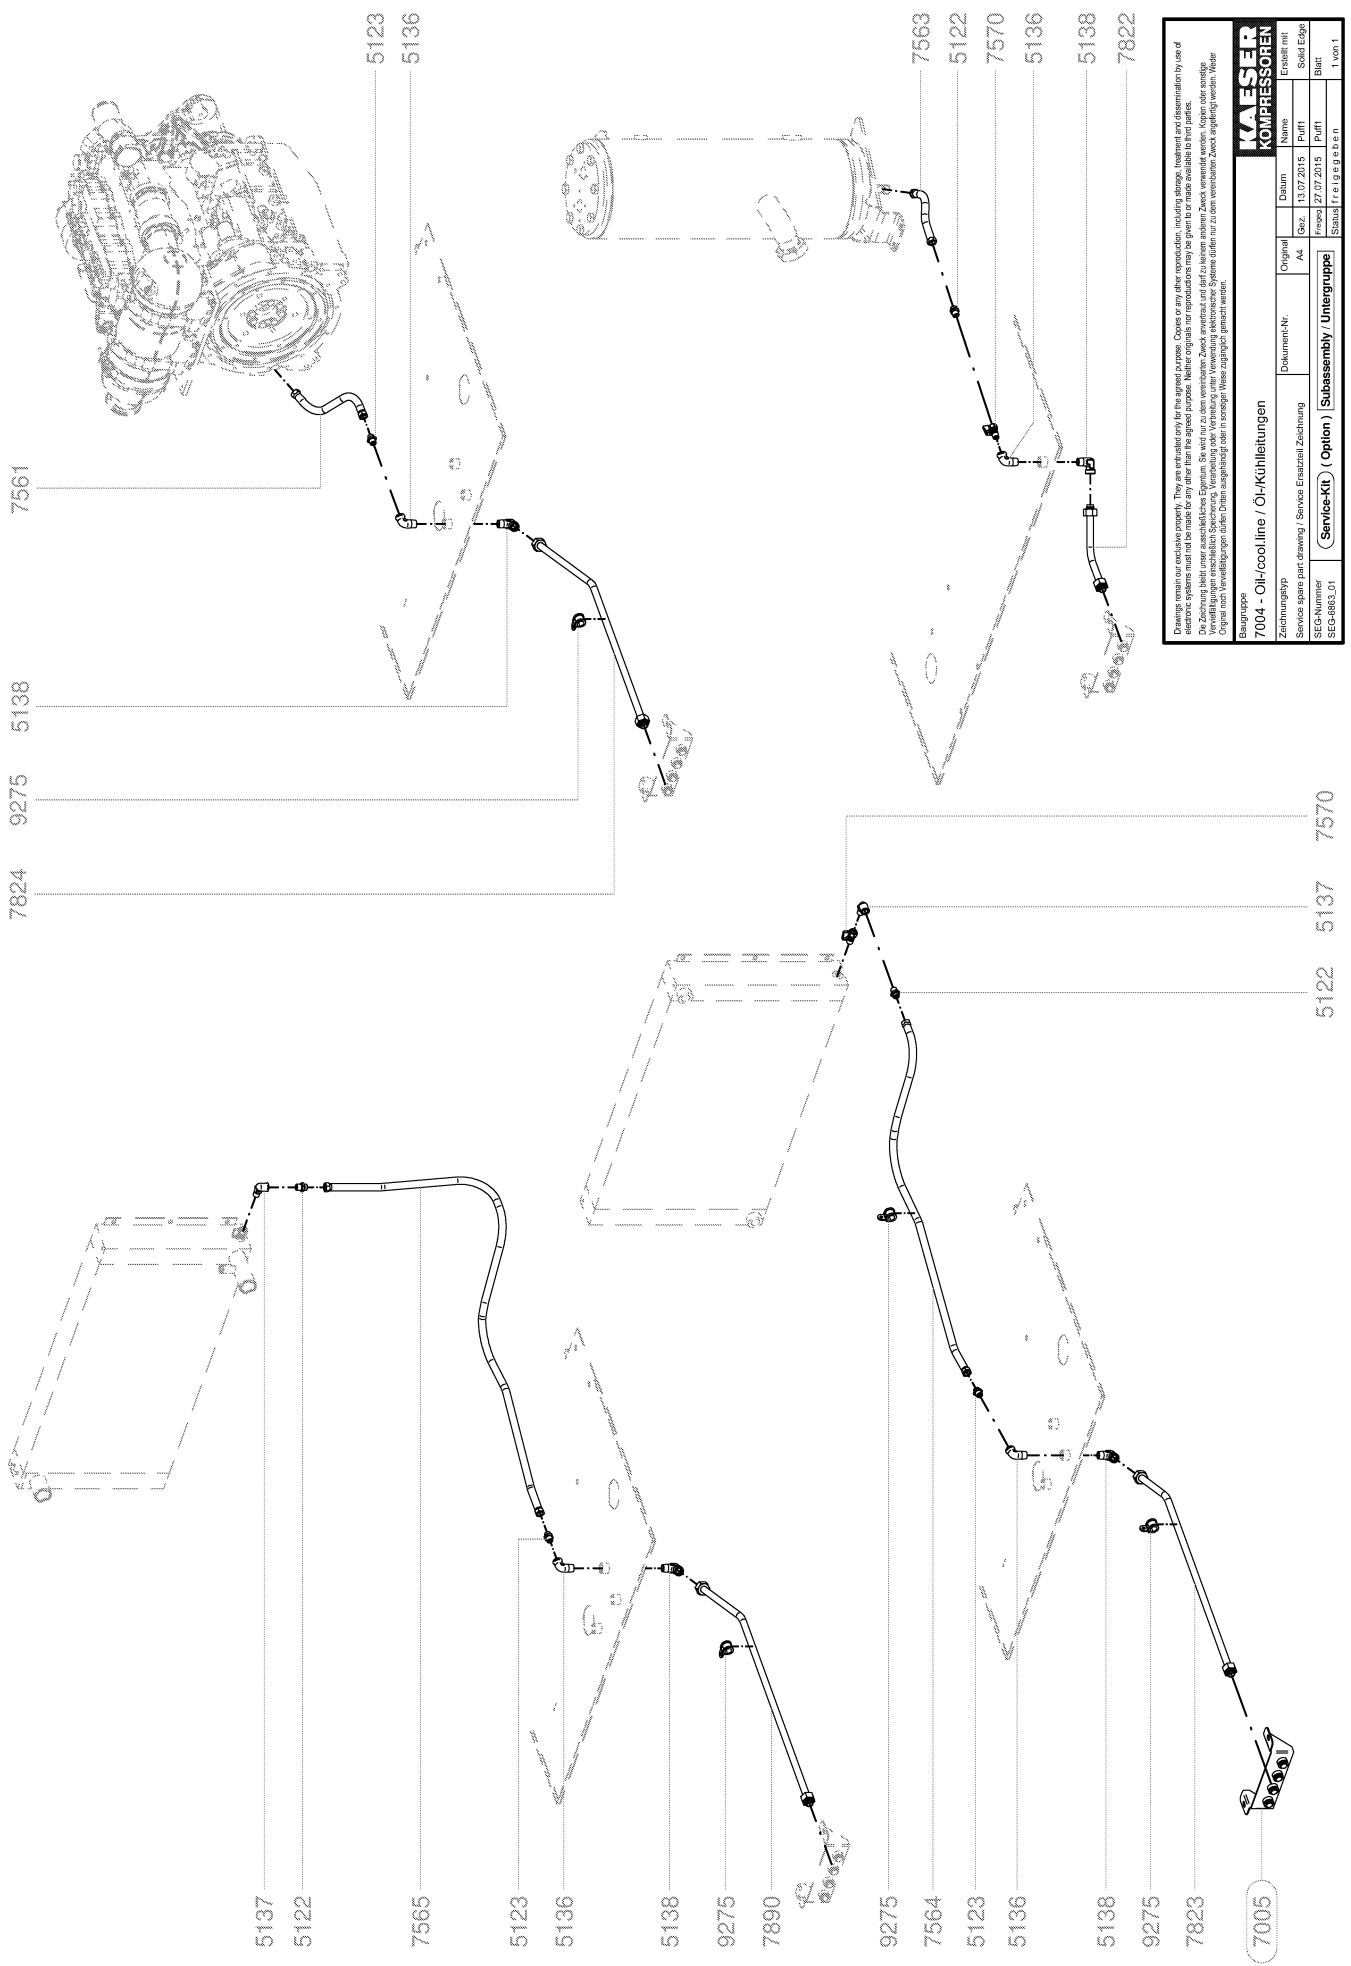 5137
5122
7565
5123
5136
5138
9275
7890
9275
7564
5123
5136
5138
9275
7823
7005
7824
9275
5138
7561
5123
5136
7563
5122
7570
5136
5138
7822
7570
5137
5122
Drawings remain our exclusive property. They are entrusted only for the agreed purpose. Copies or any other reproduction, including storage, treatment and dissemination by use of
electronic systems must not be made for any other than the agreed purpose. Neither originals nor reproductions may be given to or made available to third parties.
Die Zeichnung bleibt unser ausschließliches Eigentum. Sie wird nur zu dem vereinbarten Zweck anvertraut und darf zu keinem anderen Zweck verwendet werden. Kopien oder sonstige
Vervielfältigungen einschließlich Speicherung, Verarbeitung oder Verbreitung unter Verwendung elektronischer Systeme dürfen nur zu dem vereinbarten Zweck angefertigt werden. Weder
Original noch Vervielfältigungen dürfen Dritten ausgehändigt oder in sonstiger Weise zugänglich gemacht werden.
Baugruppe
7004 - Oil-/cool.line / Öl-/Kühlleitungen
KAESER
KOMPRESSOREN
Zeichnungstyp
Service spare part drawing / Service Ersatzteil Zeichnung
Dokument-Nr.
Original
A4
Datum
Name
Erstellt mit
Gez.
13.07.2015
Puff1
Solid Edge
SEG-Nummer
SEG-6863_01
Service-Kit ( Option ) Subassembly / Untergruppe
Freigeg.
27.07.2015
Puff1
Blatt
Status
freigegeben
1 von 1